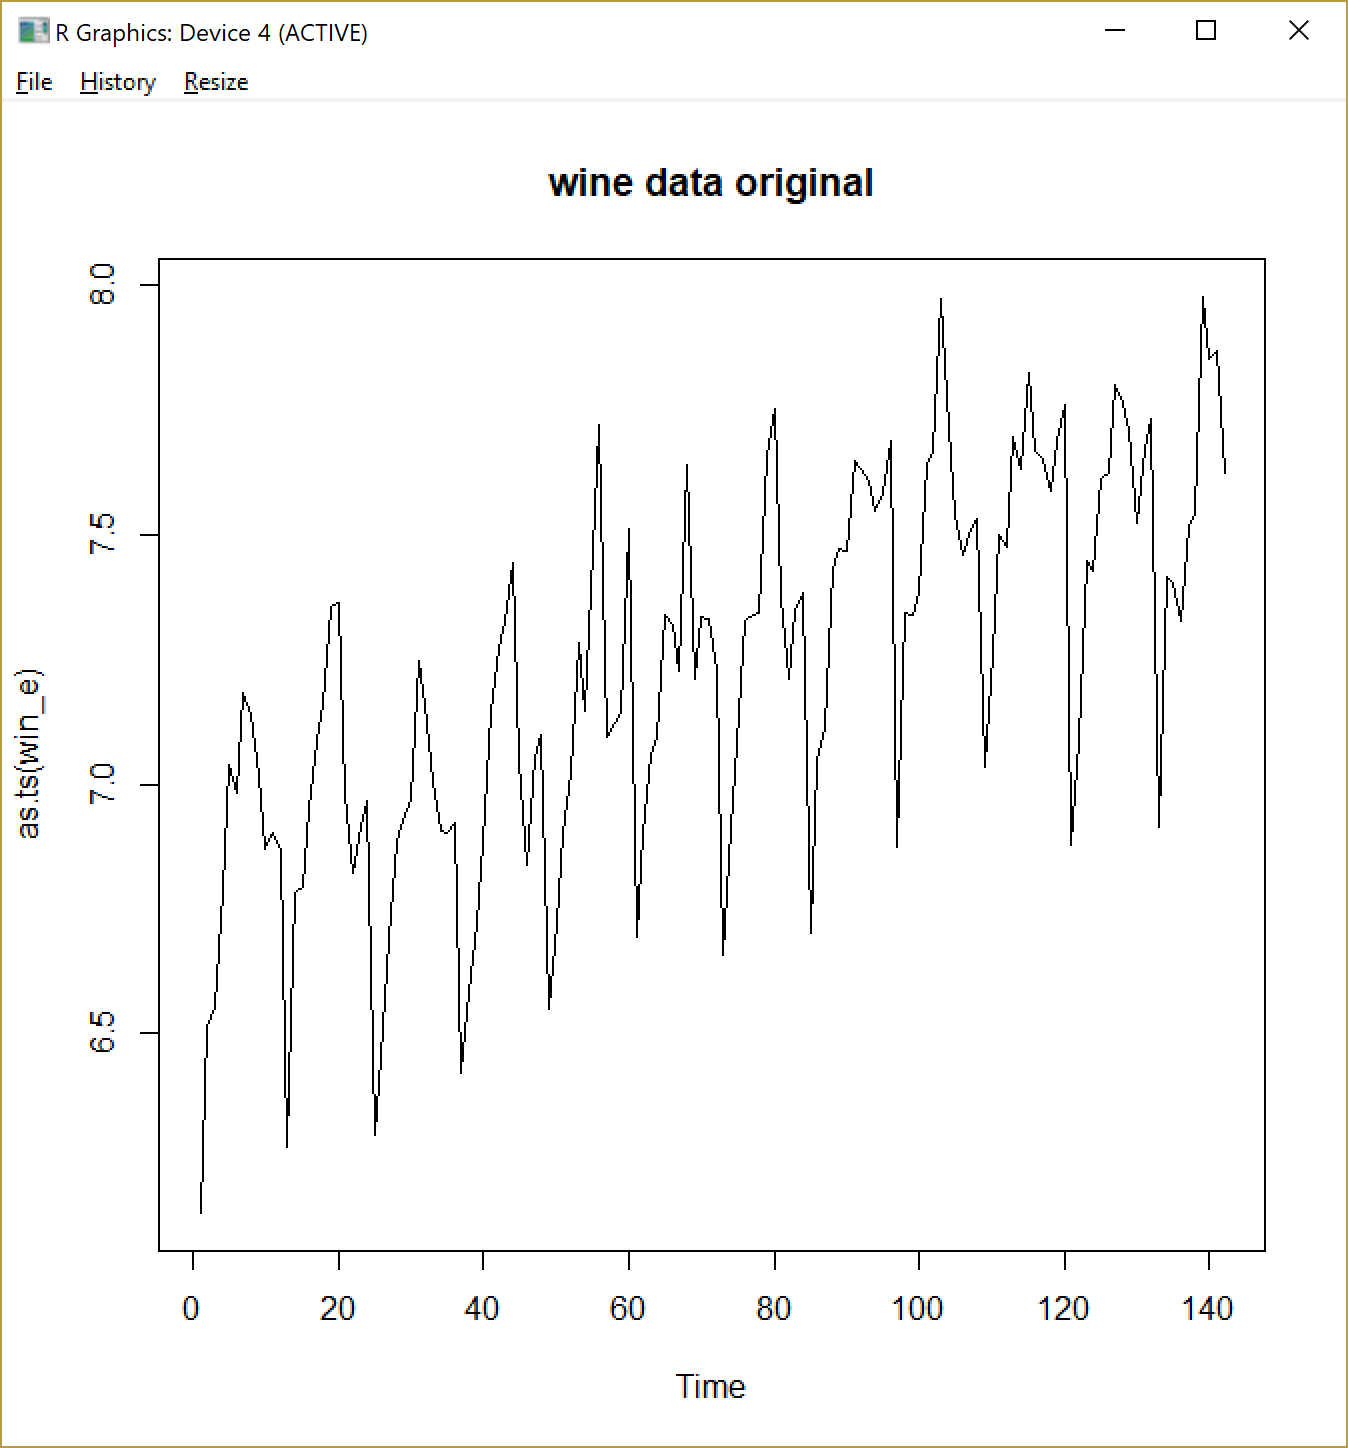 R Graphics: Device 4 (ACTIVE)
File History Resize
wine data original
8.0
7.5
7.0
6.5
as.ts(win_e)
0 20 40 60 80 100 120 140
Time